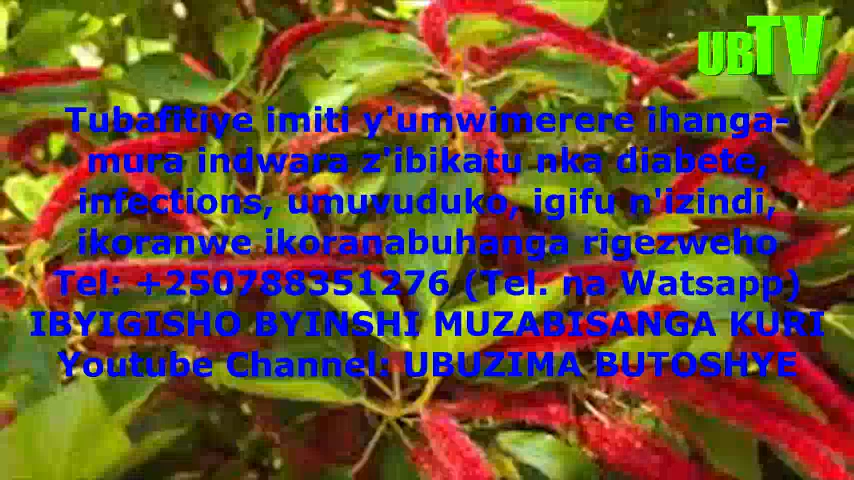 UBTV
Tubafitiye imiti y'umwimerere ihanga-
mura indwara z'ibikatu nka diabete,
infections, umuvuduko, igifu n'izindi,
ikoranwe ikoranabuhanga rigezweho
Tel: +250788351276 (Tel. na Watsapp)
IBYIGISHO BYINSHI MUZABISANGA KURI
Youtube Channel: UBUZIMA BUTOSHYE